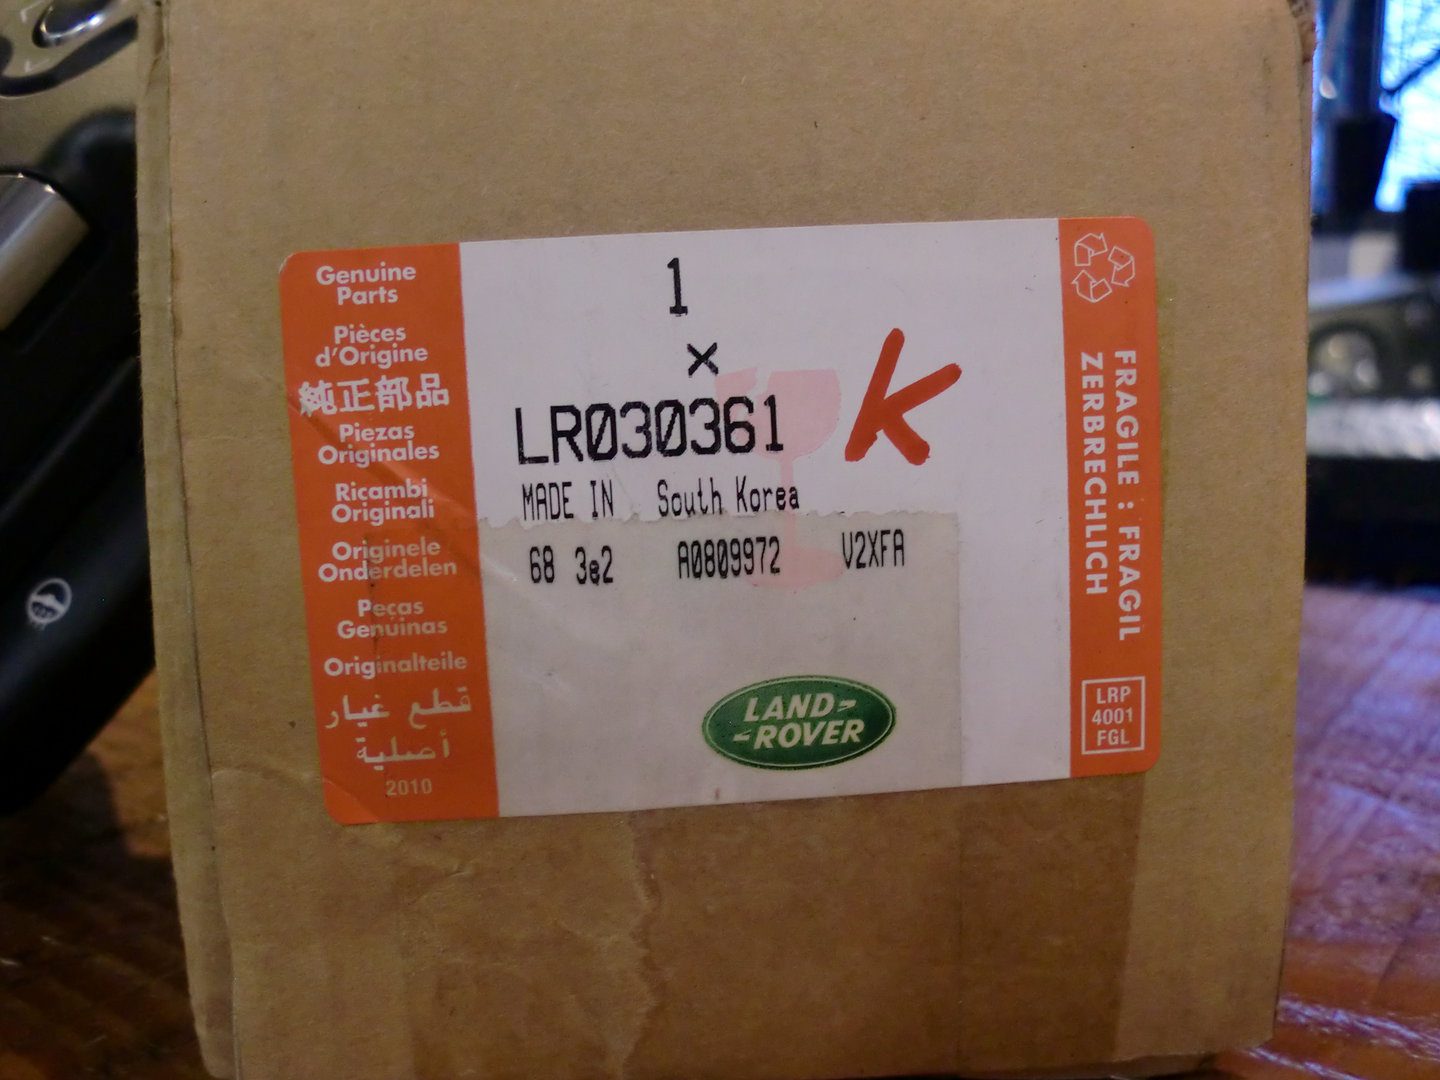 Genuine
Parts
Pièces
d'Origine
純正部品
Piezas
Originales
Ricambi
Originali
Originele
Onderdelen
Peças
Genuinas
Originalteile
قطع غيار
أصلية
2010
1
×
LR030361
K
MADE IN South Korea
68 3e2 A0809972 V2XFA
LAND-
-ROVER
FRAGILE : FRAGIL
ZERBRECHLICH
LRP
4001
FGL